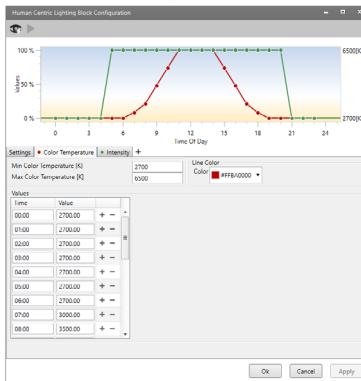 Human Centric Lighting Block Configuration
100 %
50 %
0 %
Values
6500[K]
2700[K]
0 3 6 9 12 15 18 21 24
Time Of Day
Settings Color Temperature Intensity +
Min Color Temperature [K] 2700
Max Color Temperature [K] 6500
Line Color
Color #FFBA0000
Values
Time Value
00:00 2700.00 + −
01:00 2700.00 + −
02:00 2700.00 + −
03:00 2700.00 + −
04:00 2700.00 + −
05:00 2700.00 + −
06:00 2700.00 + −
07:00 3000.00 + −
08:00 3500.00 + −
Ok Cancel Apply